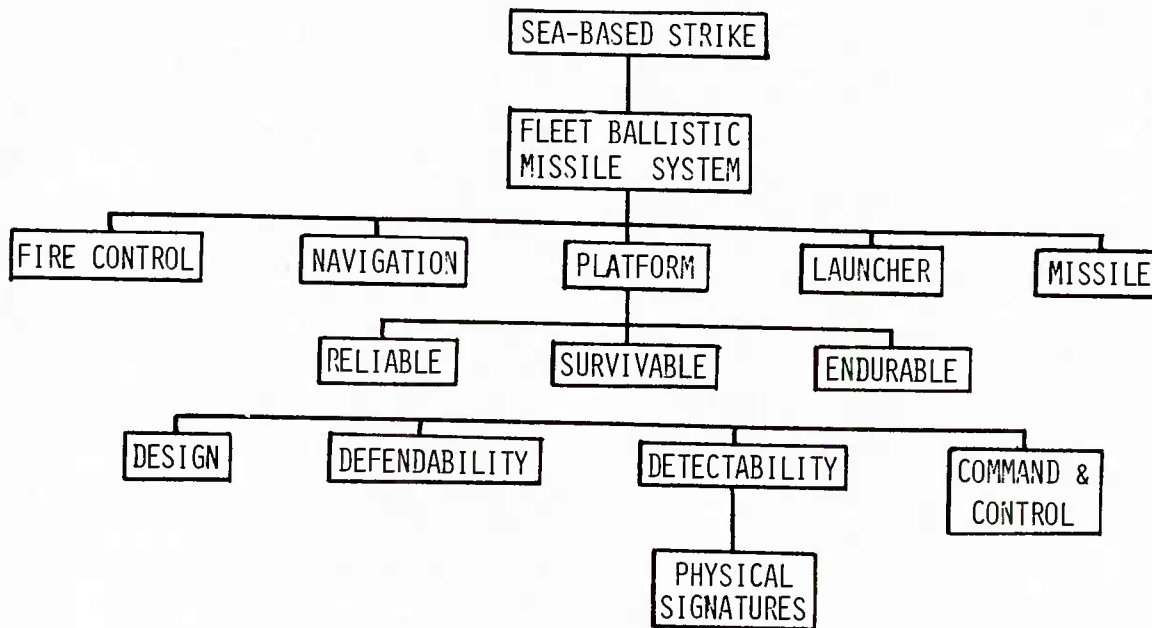 SEA-BASED STRIKE
FLEET BALLISTIC
MISSILE SYSTEM
FIRE CONTROL
NAVIGATION
PLATFORM
LAUNCHER
MISSILE
RELIABLE
SURVIVABLE
ENDURABLE
DESIGN
DEFENDABILITY
DETECTABILITY
COMMAND &
CONTROL
PHYSICAL
SIGNATURES